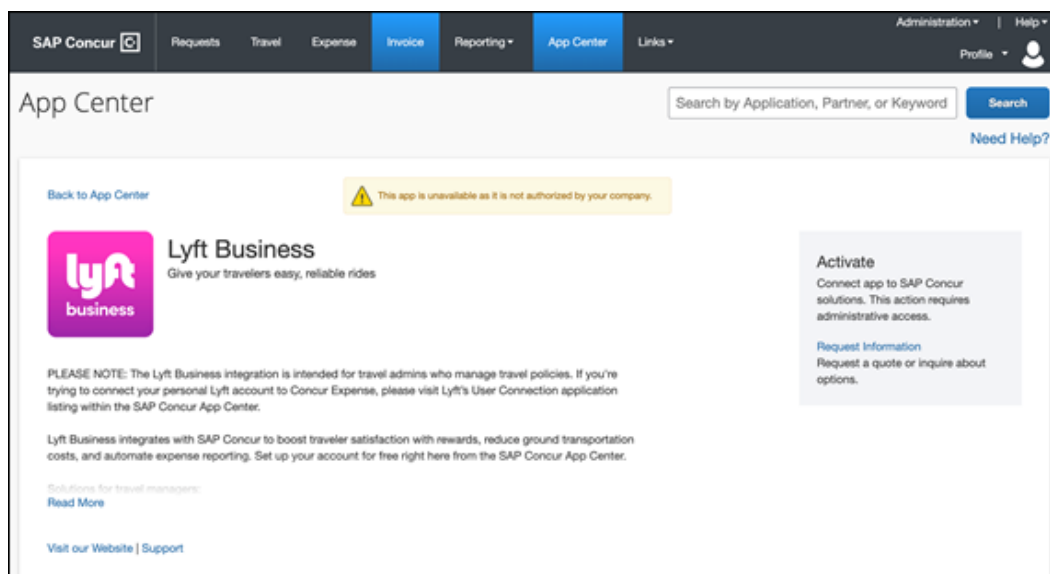 Administration | Help
SAP Concur C Requests Travel Expense Invoice Reporting App Center Links
Profile
App Center
Search by Application, Partner, or Keyword Search
Need Help?
Back to App Center
This app is unavailable as it is not authorized by your company.
lyft
business
Lyft Business
Give your travelers easy, reliable rides
PLEASE NOTE: The Lyft Business integration is intended for travel admins who manage travel policies. If you're
trying to connect your personal Lyft account to Concur Expense, please visit Lyft's User Connection application
listing within the SAP Concur App Center.
Lyft Business integrates with SAP Concur to boost traveler satisfaction with rewards, reduce ground transportation
costs, and automate expense reporting. Set up your account for free right here from the SAP Concur App Center.
Solutions for travel managers:
Read More
Visit our Website | Support
Activate
Connect app to SAP Concur
solutions. This action requires
administrative access.
Request Information
Request a quote or inquire about
options.